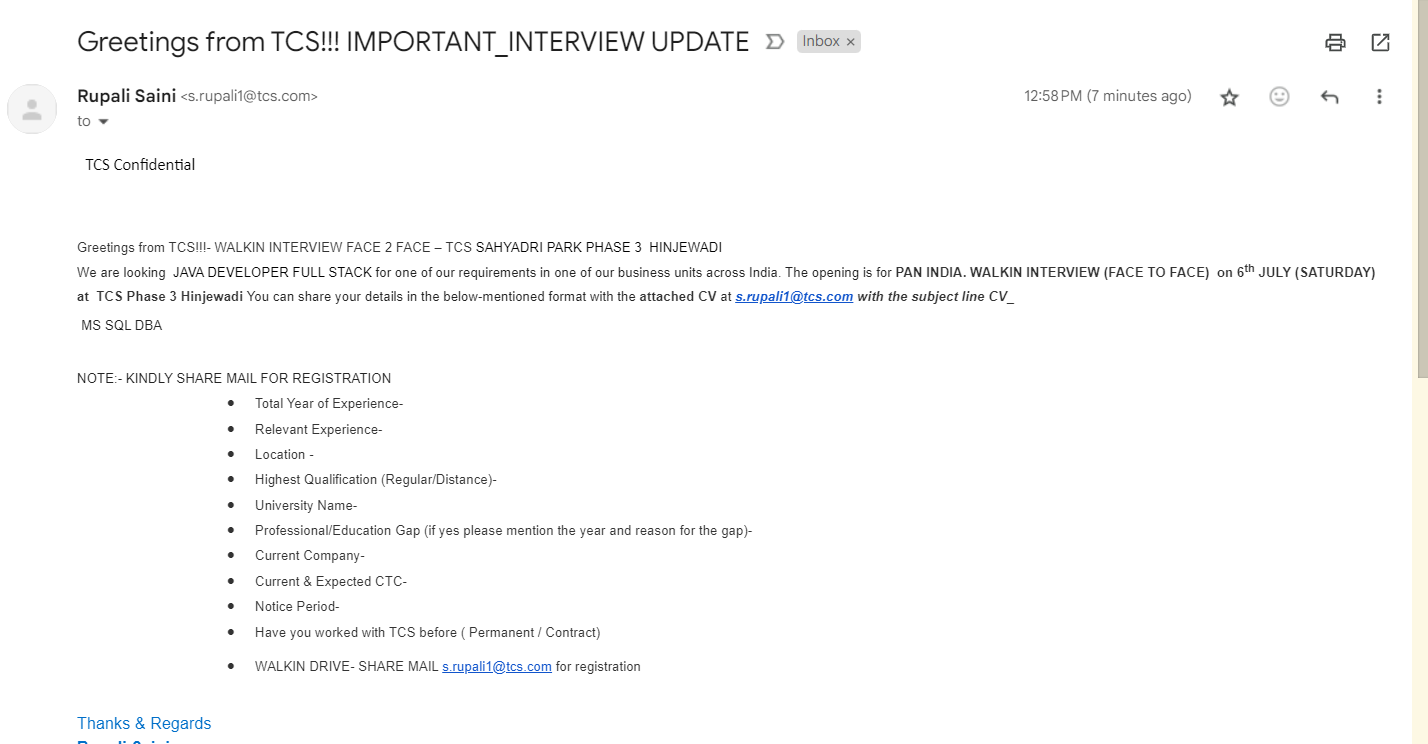 Greetings from TCS!!! IMPORTANT_INTERVIEW UPDATE Inbox ×
Rupali Saini <s.rupali1@tcs.com> 12:58 PM (7 minutes ago)
to
TCS Confidential
Greetings from TCS!!!- WALKIN INTERVIEW FACE 2 FACE – TCS SAHYADRI PARK PHASE 3 HINJEWADI
We are looking JAVA DEVELOPER FULL STACK for one of our requirements in one of our business units across India. The opening is for PAN INDIA. WALKIN INTERVIEW (FACE TO FACE) on 6th JULY (SATURDAY)
at TCS Phase 3 Hinjewadi You can share your details in the below-mentioned format with the attached CV at s.rupali1@tcs.com with the subject line CV_
MS SQL DBA
NOTE:- KINDLY SHARE MAIL FOR REGISTRATION
• Total Year of Experience-
• Relevant Experience-
• Location -
• Highest Qualification (Regular/Distance)-
• University Name-
• Professional/Education Gap (if yes please mention the year and reason for the gap)-
• Current Company-
• Current & Expected CTC-
• Notice Period-
• Have you worked with TCS before ( Permanent / Contract)
• WALKIN DRIVE- SHARE MAIL s.rupali1@tcs.com for registration
Thanks & Regards